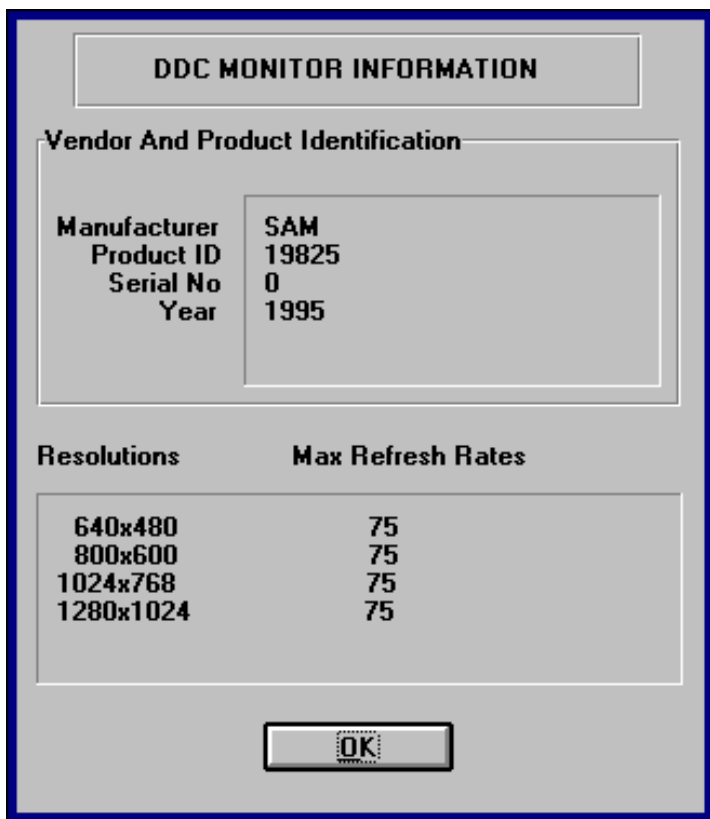 DDC MONITOR INFORMATION
Vendor And Product Identification
Manufacturer SAM
Product ID 19825
Serial No 0
Year 1995
Resolutions Max Refresh Rates
640x480 75
800x600 75
1024x768 75
1280x1024 75
OK